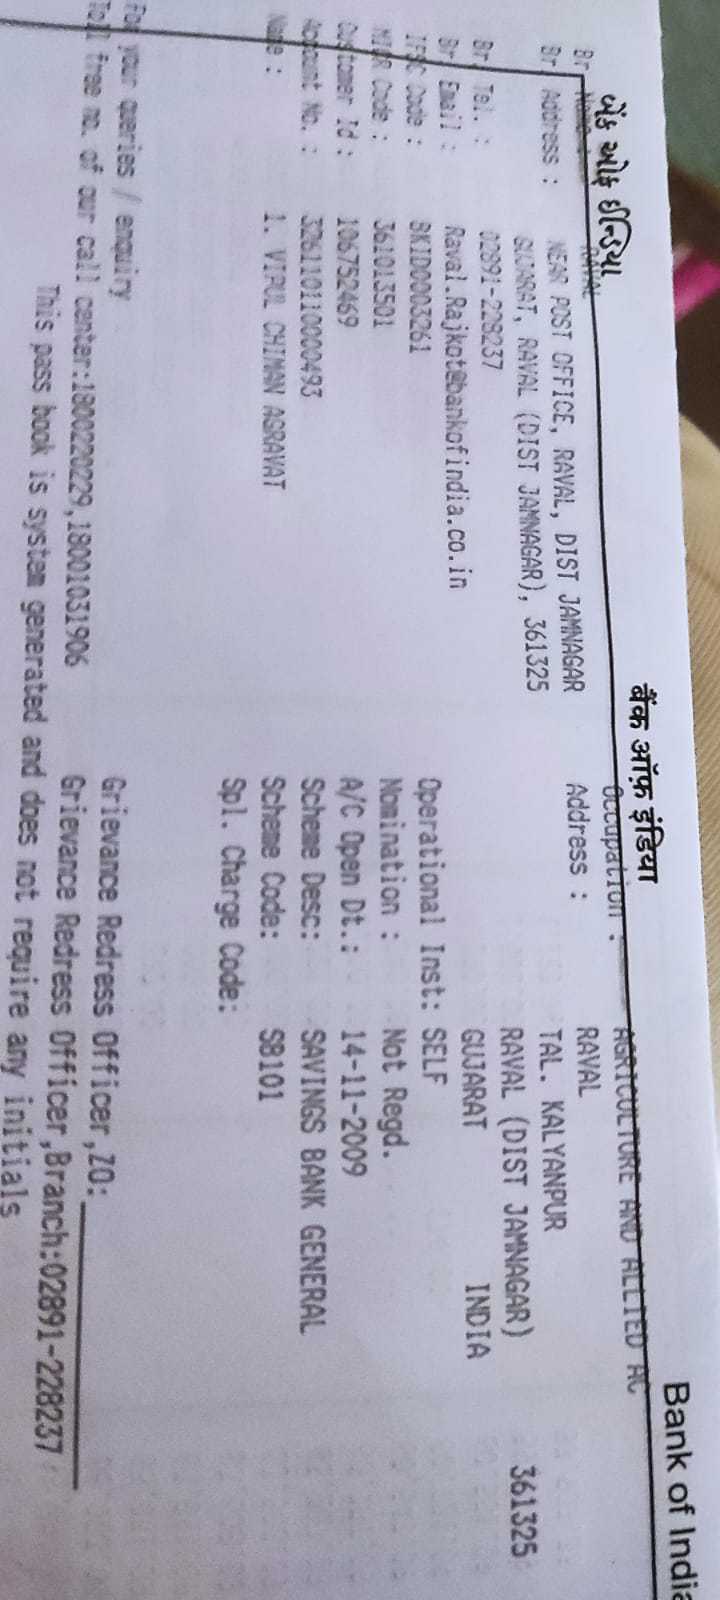 બેંક ઓફ ઈન્ડિયા बैंक ऑफ़ इंडिया Bank of India
Br RAVAL Occupation : AGRICULTURE AND ALLIED AC
Br Address : NEAR POST OFFICE, RAVAL, DIST JAMNAGAR Address : RAVAL
GUJARAT, RAVAL (DIST JAMNAGAR), 361325 TAL. KALYANPUR
Br Tel. : 02891-228237 RAVAL (DIST JAMNAGAR) 361325
Br Email : Raval.Rajkot@bankofindia.co.in GUJARAT INDIA
IFSC Code : BKID0003261 Operational Inst: SELF
MICR Code : 361013501 Nomination : Not Regd.
Customer Id : 106752469 A/C Open Dt.: 14-11-2009
Account No. : 326110110000493 Scheme Desc: SAVINGS BANK GENERAL
Name : 1. VIPUL CHIMAN AGRAVAT Scheme Code: SB101
Spl. Charge Code:
For your queries / enquiry Grievance Redress Officer,ZO:
Toll free no. of our call center:1800220229,18001031906 Grievance Redress Officer,Branch:02891-228237
This pass book is system generated and does not require any initials